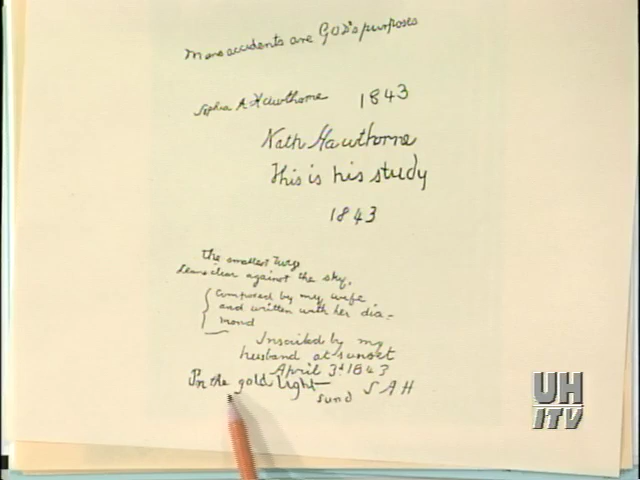 Man's accidents are GOD's purposes
Sophia A Hawthorne 1843
Nath Hawthorne
This is his study
1843
The smallest twig
Leans clear against the sky.
Composed by my wife
and written with her dia-
mond
Inscribed by my
husband at sunset
April 3d 1843
In the gold light SAH
UH
ITV